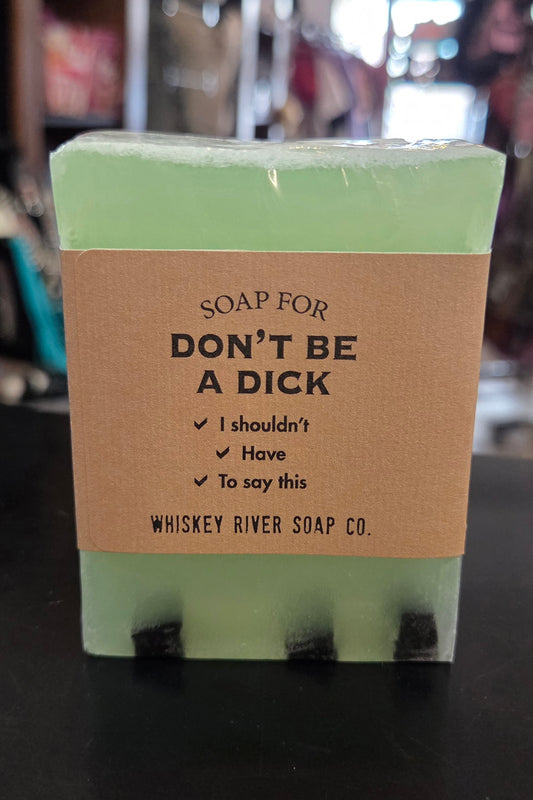 SOAP FOR
DON'T BE
A DICK
✓ I shouldn't
✓ Have
✓ To say this
WHISKEY RIVER SOAP CO.